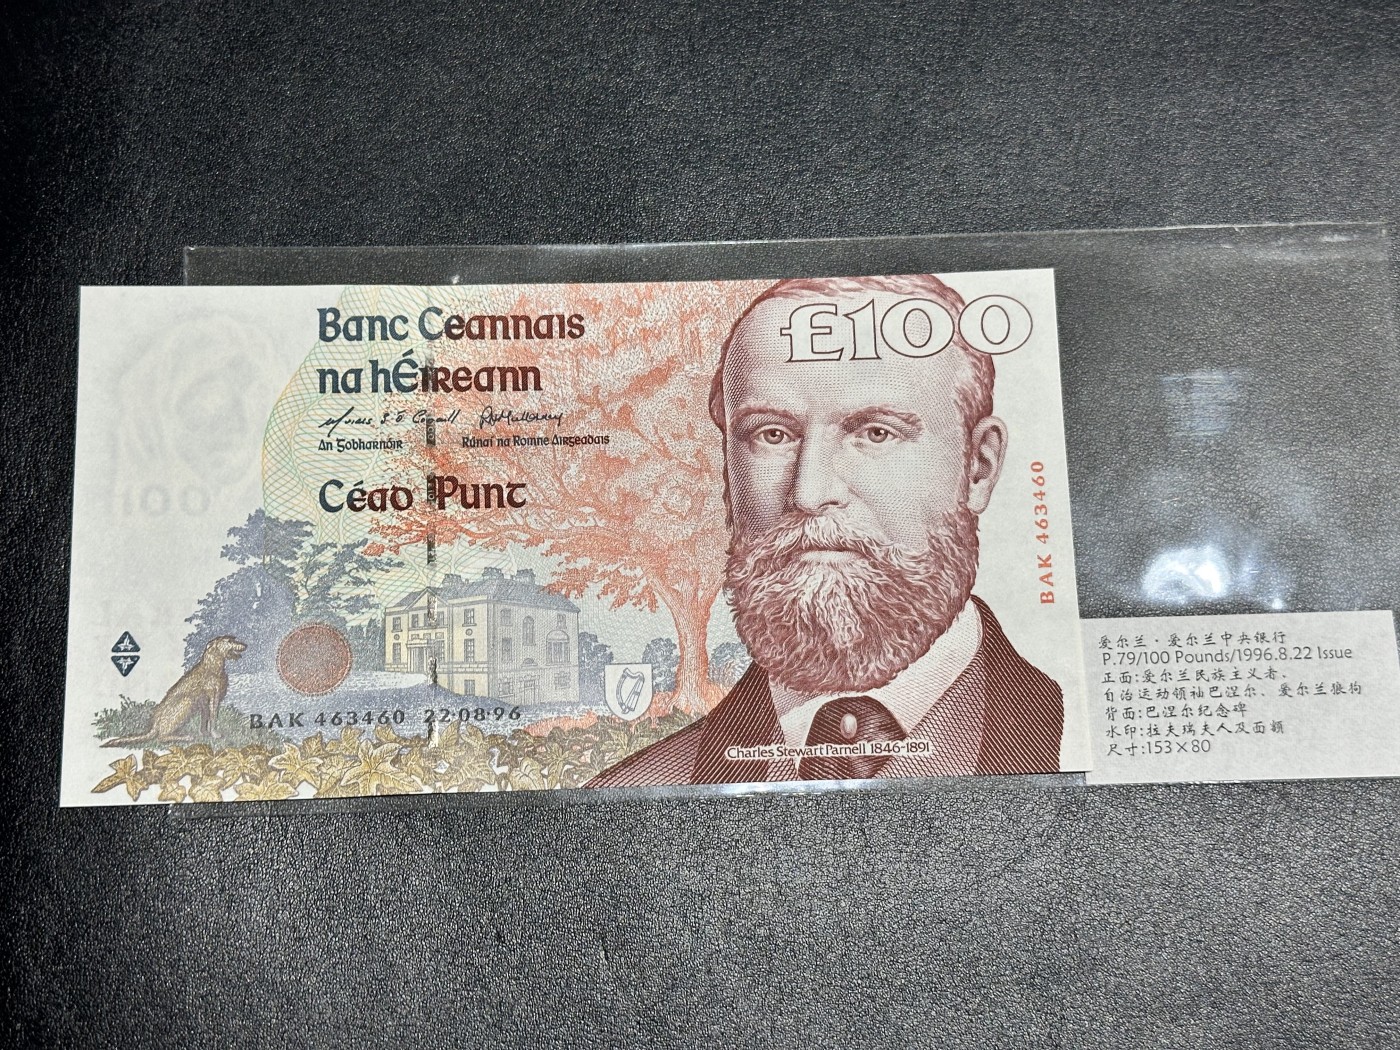 Banc Ceannais
na hÉireann
£100
An Gobharnóir
Rúnaí na Roinne Airgeadais
Céad Punt
BAK 463460
BAK 463460 22·08·96
Charles Stewart Parnell 1846-1891
爱尔兰·爱尔兰中央银行
P.79/100 Pounds/1996.8.22 Issue
正面:爱尔兰民族主义者、
自治运动领袖巴涅尔、爱尔兰狼狗
背面:巴涅尔纪念碑
水印:拉夫瑞夫人及面额
尺寸:153×80